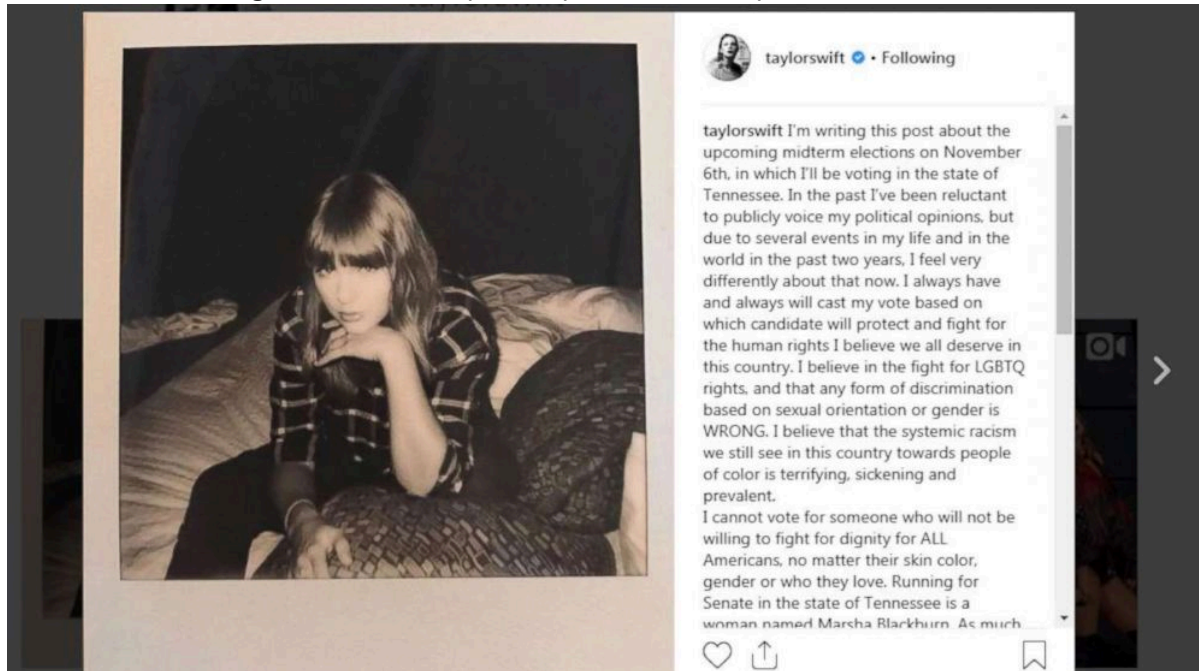 taylorswift • Following
taylorswift I'm writing this post about the
upcoming midterm elections on November
6th, in which I'll be voting in the state of
Tennessee. In the past I've been reluctant
to publicly voice my political opinions, but
due to several events in my life and in the
world in the past two years, I feel very
differently about that now. I always have
and always will cast my vote based on
which candidate will protect and fight for
the human rights I believe we all deserve in
this country. I believe in the fight for LGBTQ
rights, and that any form of discrimination
based on sexual orientation or gender is
WRONG. I believe that the systemic racism
we still see in this country towards people
of color is terrifying, sickening and
prevalent.
I cannot vote for someone who will not be
willing to fight for dignity for ALL
Americans, no matter their skin color,
gender or who they love. Running for
Senate in the state of Tennessee is a
woman named Marsha Blackburn. As much